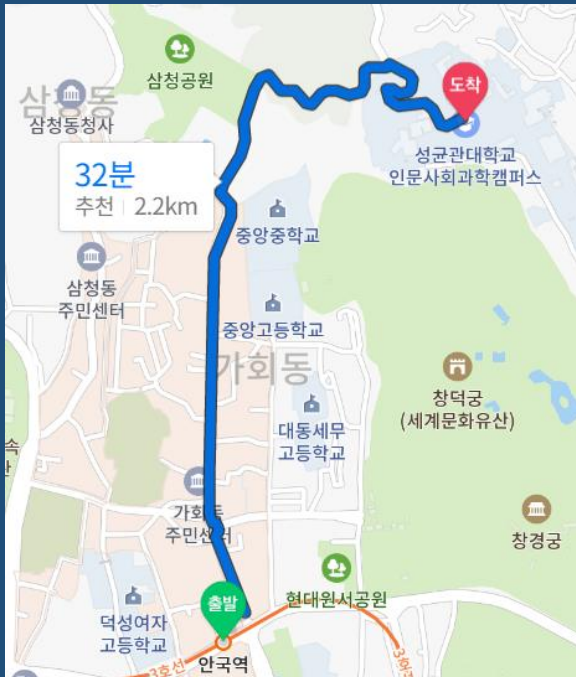 삼청공원
삼청동
삼청동청사
도착
성균관대학교
인문사회과학캠퍼스
32분
추천 | 2.2km
중앙중학교
삼청동
주민센터
중앙고등학교
가회동
대동세무
고등학교
창덕궁
(세계문화유산)
속
가회동
주민센터
창경궁
출발
현대원서공원
덕성여자
고등학교
안국역
3호선
3호선